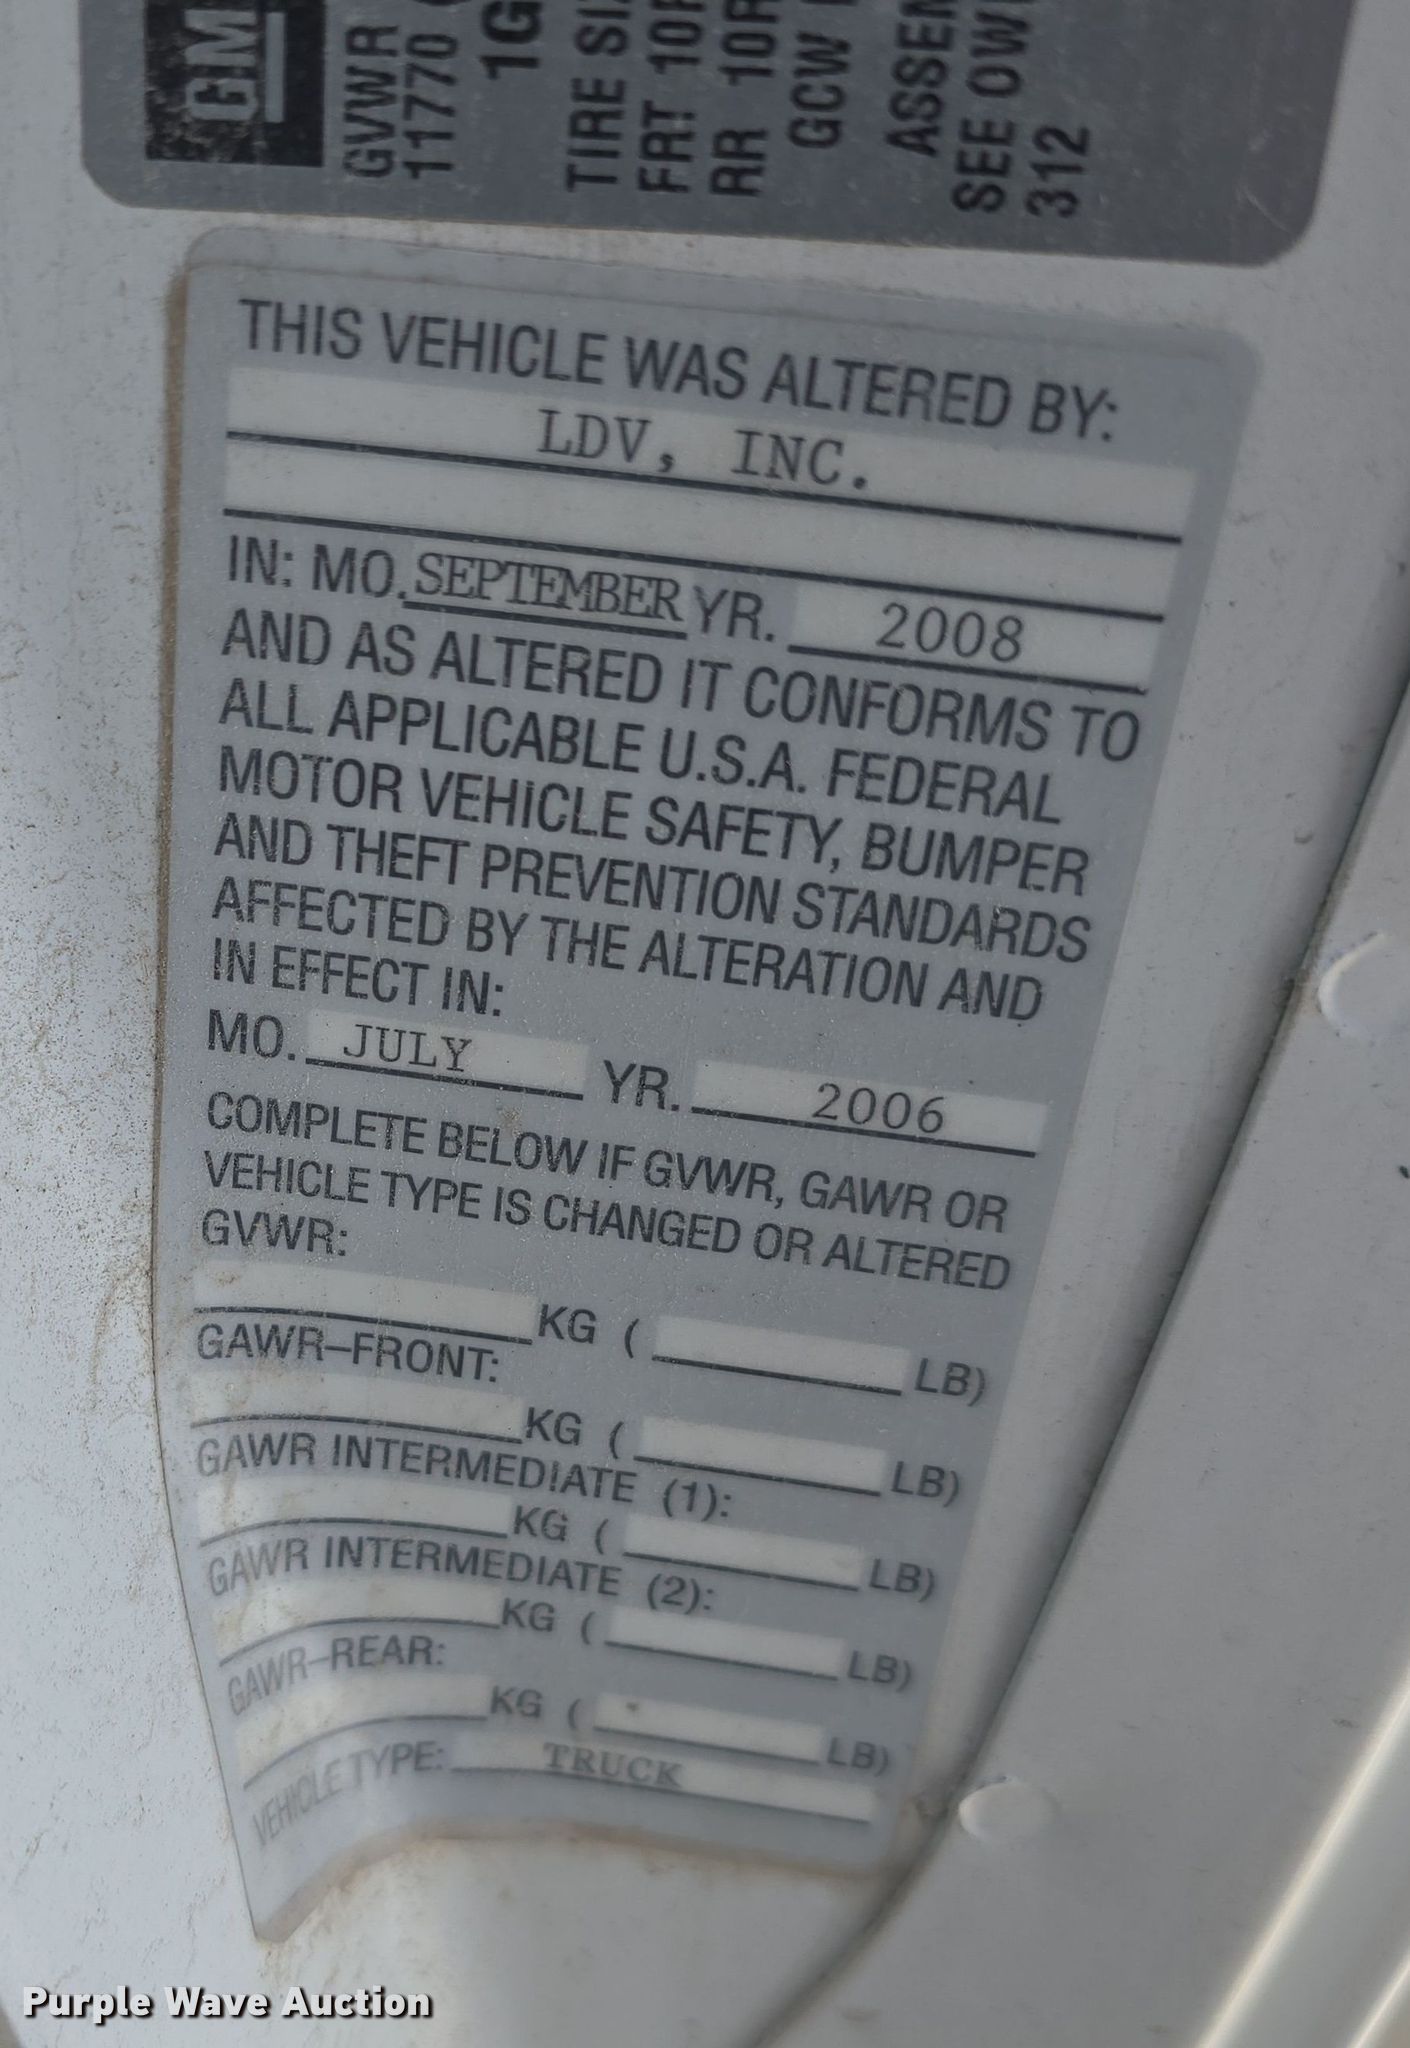 GM
GVWR
11770
1G
TIRE
FRT 10R
RR 10R
GCW
SEE
312
THIS VEHICLE WAS ALTERED BY:
LDV, INC.
IN: MO. SEPTEMBER YR. 2008
AND AS ALTERED IT CONFORMS TO
ALL APPLICABLE U.S.A. FEDERAL
MOTOR VEHICLE SAFETY, BUMPER
AND THEFT PREVENTION STANDARDS
AFFECTED BY THE ALTERATION AND
IN EFFECT IN:
MO. JULY YR. 2006
COMPLETE BELOW IF GVWR, GAWR OR
VEHICLE TYPE IS CHANGED OR ALTERED
GVWR:
KG ( LB)
GAWR–FRONT:
KG ( LB)
GAWR INTERMEDIATE (1):
KG ( LB)
GAWR INTERMEDIATE (2):
KG ( LB)
GAWR–REAR:
KG ( LB)
VEHICLE TYPE: TRUCK
Purple Wave Auction